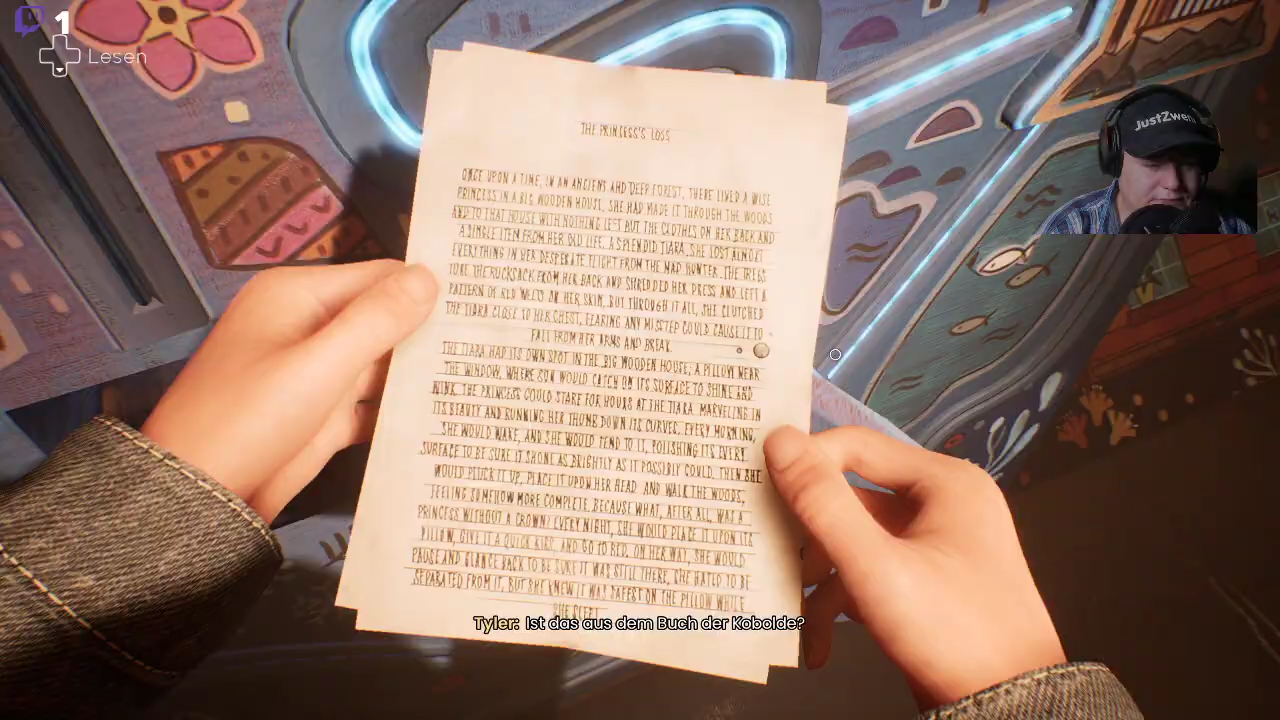 1
Lesen
JustZwen
THE PRINCESS'S LOSS
ONCE UPON A TIME, IN AN ANCIENT AND DEEP FOREST, THERE LIVED A WISE
PRINCESS IN A BIG WOODEN HOUSE. SHE HAD MADE IT THROUGH THE WOODS
AND TO THAT HOUSE WITH NOTHING LEFT BUT THE CLOTHES ON HER BACK AND
A SINGLE ITEM FROM HER OLD LIFE, A SPLENDID TIARA. SHE LOST ALMOST
EVERYTHING IN HER DESPERATE FLIGHT FROM THE MAD HUNTER. THE TREES
TORE THE RUCKSACK FROM HER BACK AND SHREDDED HER DRESS AND LEFT A
PATTERN OF RED WELTS ON HER SKIN. BUT THROUGH IT ALL, SHE CLUTCHED
THE TIARA CLOSE TO HER CHEST, FEARING ANY MISSTEP COULD CAUSE IT TO
FALL FROM HER ARMS AND BREAK.
THE TIARA HAD ITS OWN SPOT IN THE BIG WOODEN HOUSE, A PILLOW NEAR
THE WINDOW, WHERE SUN WOULD CATCH ON ITS SURFACE TO SHINE AND
WINK. THE PRINCESS COULD STARE FOR HOURS AT THE TIARA. MARVELING IN
ITS BEAUTY AND RUNNING HER THUMB DOWN ITS CURVES. EVERY MORNING,
SHE WOULD WAKE, AND SHE WOULD TEND TO IT, POLISHING ITS EVERY
SURFACE TO BE SURE IT SHONE AS BRIGHTLY AS IT POSSIBLY COULD. THEN SHE
WOULD PLUCK IT UP, PLACE IT UPON HER HEAD AND WALK THE WOODS,
FEELING SOMEHOW MORE COMPLETE. BECAUSE WHAT, AFTER ALL, WAS A
PRINCESS WITHOUT A CROWN? EVERY NIGHT, SHE WOULD PLACE IT UPON ITS
PILLOW, GIVE IT A QUICK KISS, AND GO TO BED. ON HER WAY, SHE WOULD
PAUSE AND GLANCE BACK TO BE SURE IT WAS STILL THERE. SHE HATED TO BE
SEPARATED FROM IT, BUT SHE KNEW IT WAS SAFEST ON THE PILLOW WHILE
SHE SLEPT.
Tyler: Ist das aus dem Buch der Kobolde?